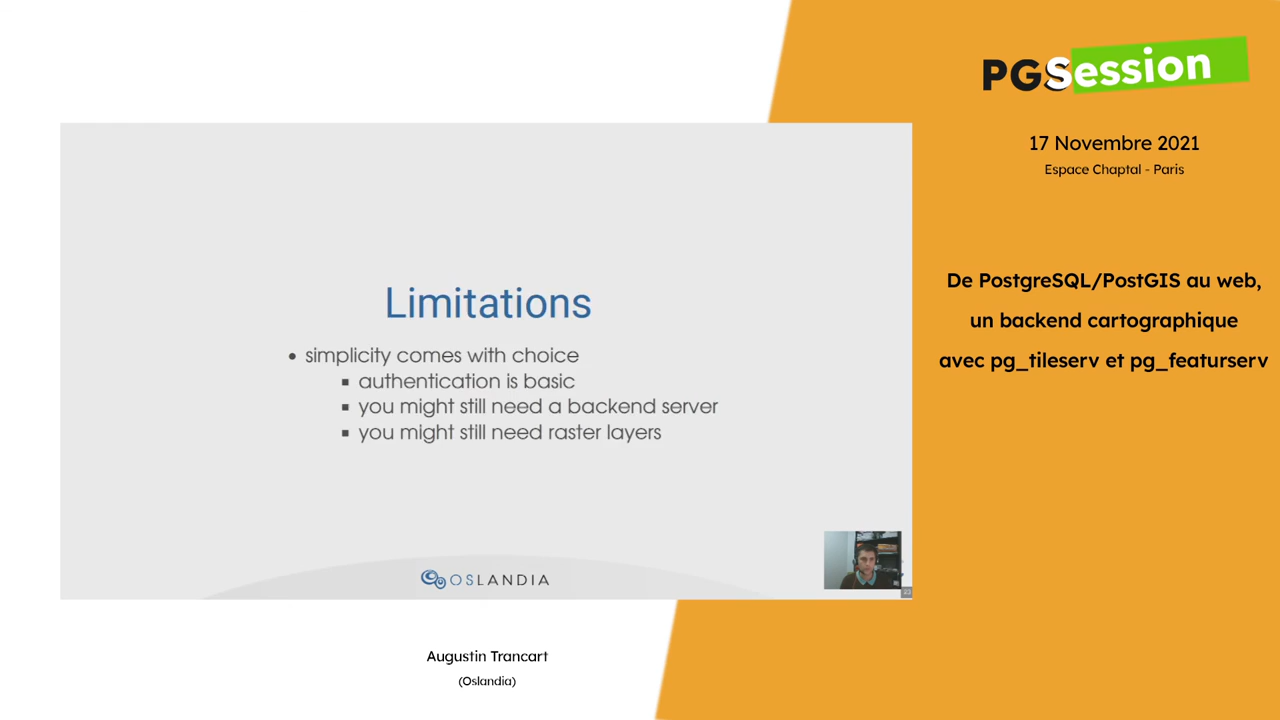 PGSession
17 Novembre 2021
Espace Chaptal - Paris
De PostgreSQL/PostGIS au web,
un backend cartographique
avec pg_tileserv et pg_featurserv
Limitations
• simplicity comes with choice
▪ authentication is basic
▪ you might still need a backend server
▪ you might still need raster layers
OSLANDIA
23
Augustin Trancart
(Oslandia)